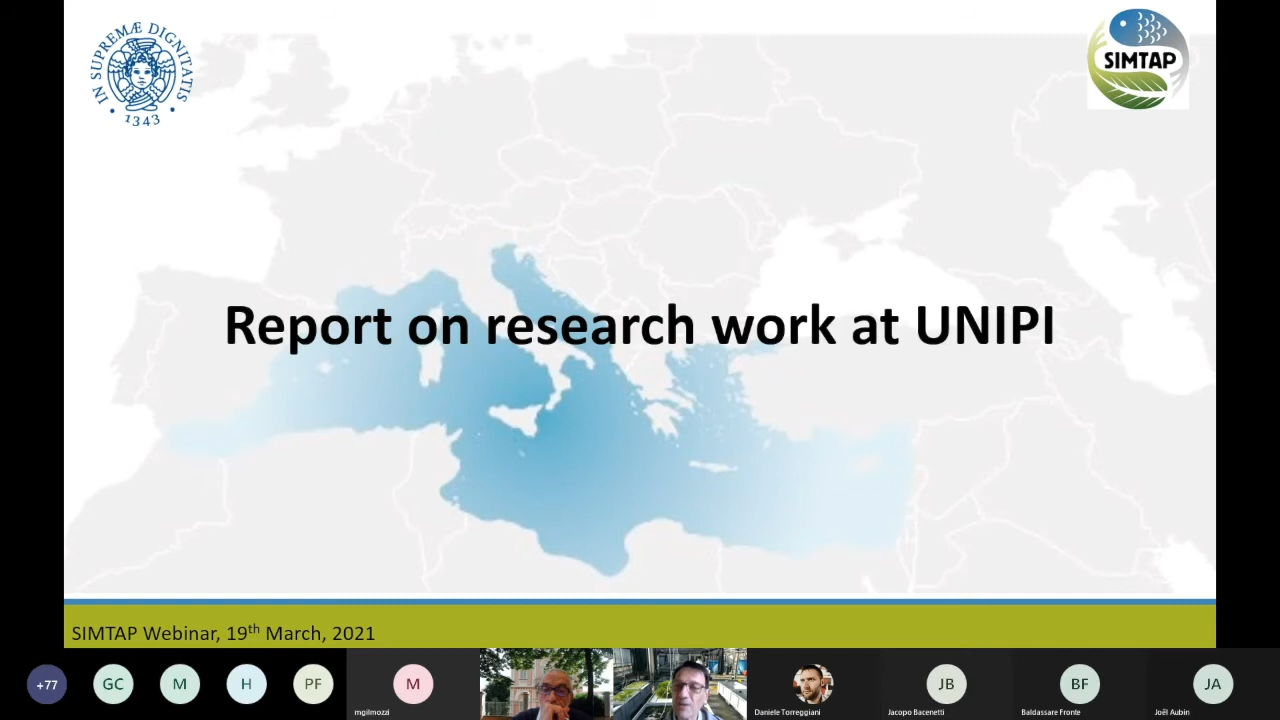 IN SUPREMÆ DIGNITATIS
• 1343 •
SIMTAP
Report on research work at UNIPI
SIMTAP Webinar, 19th March, 2021
+77
GC
M
H
PF
M
JB
BF
JA
mgilmozzi
Daniele Torreggiani
Jacopo Bacenetti
Baldassare Fronte
Joël Aubin